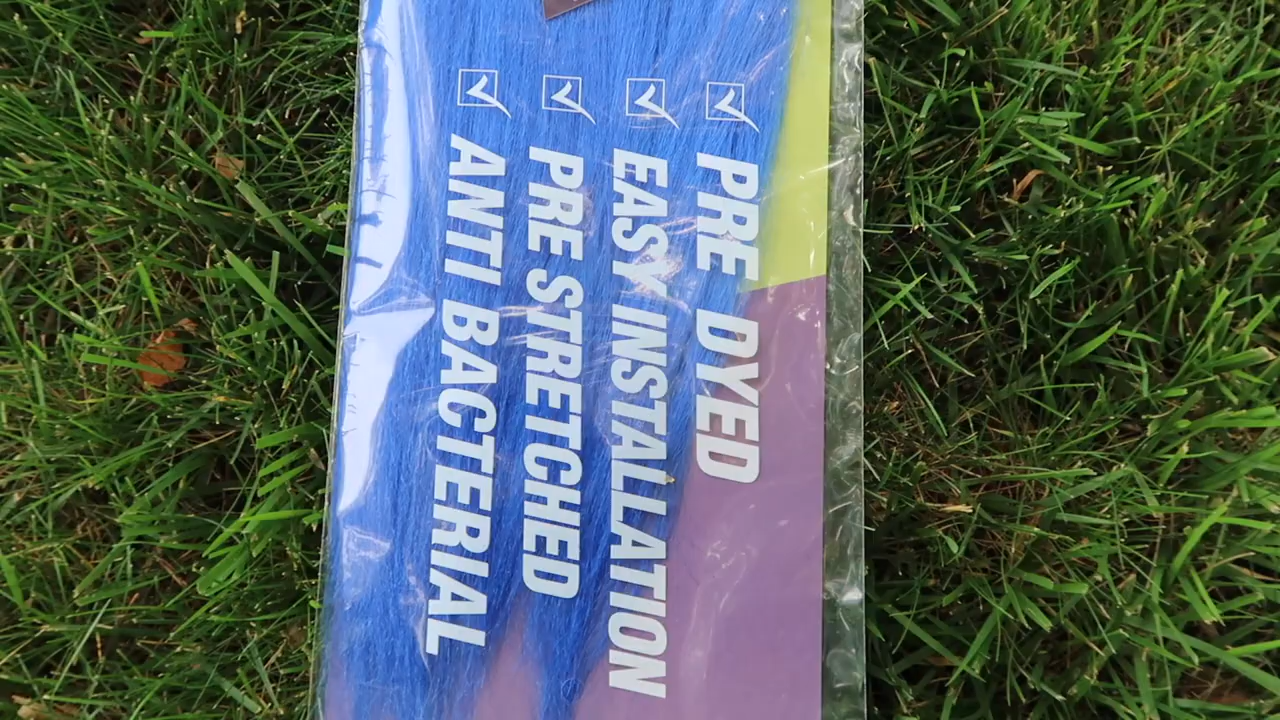 PRE DYED
EASY INSTALLATION
PRE STRETCHED
ANTI BACTERIAL